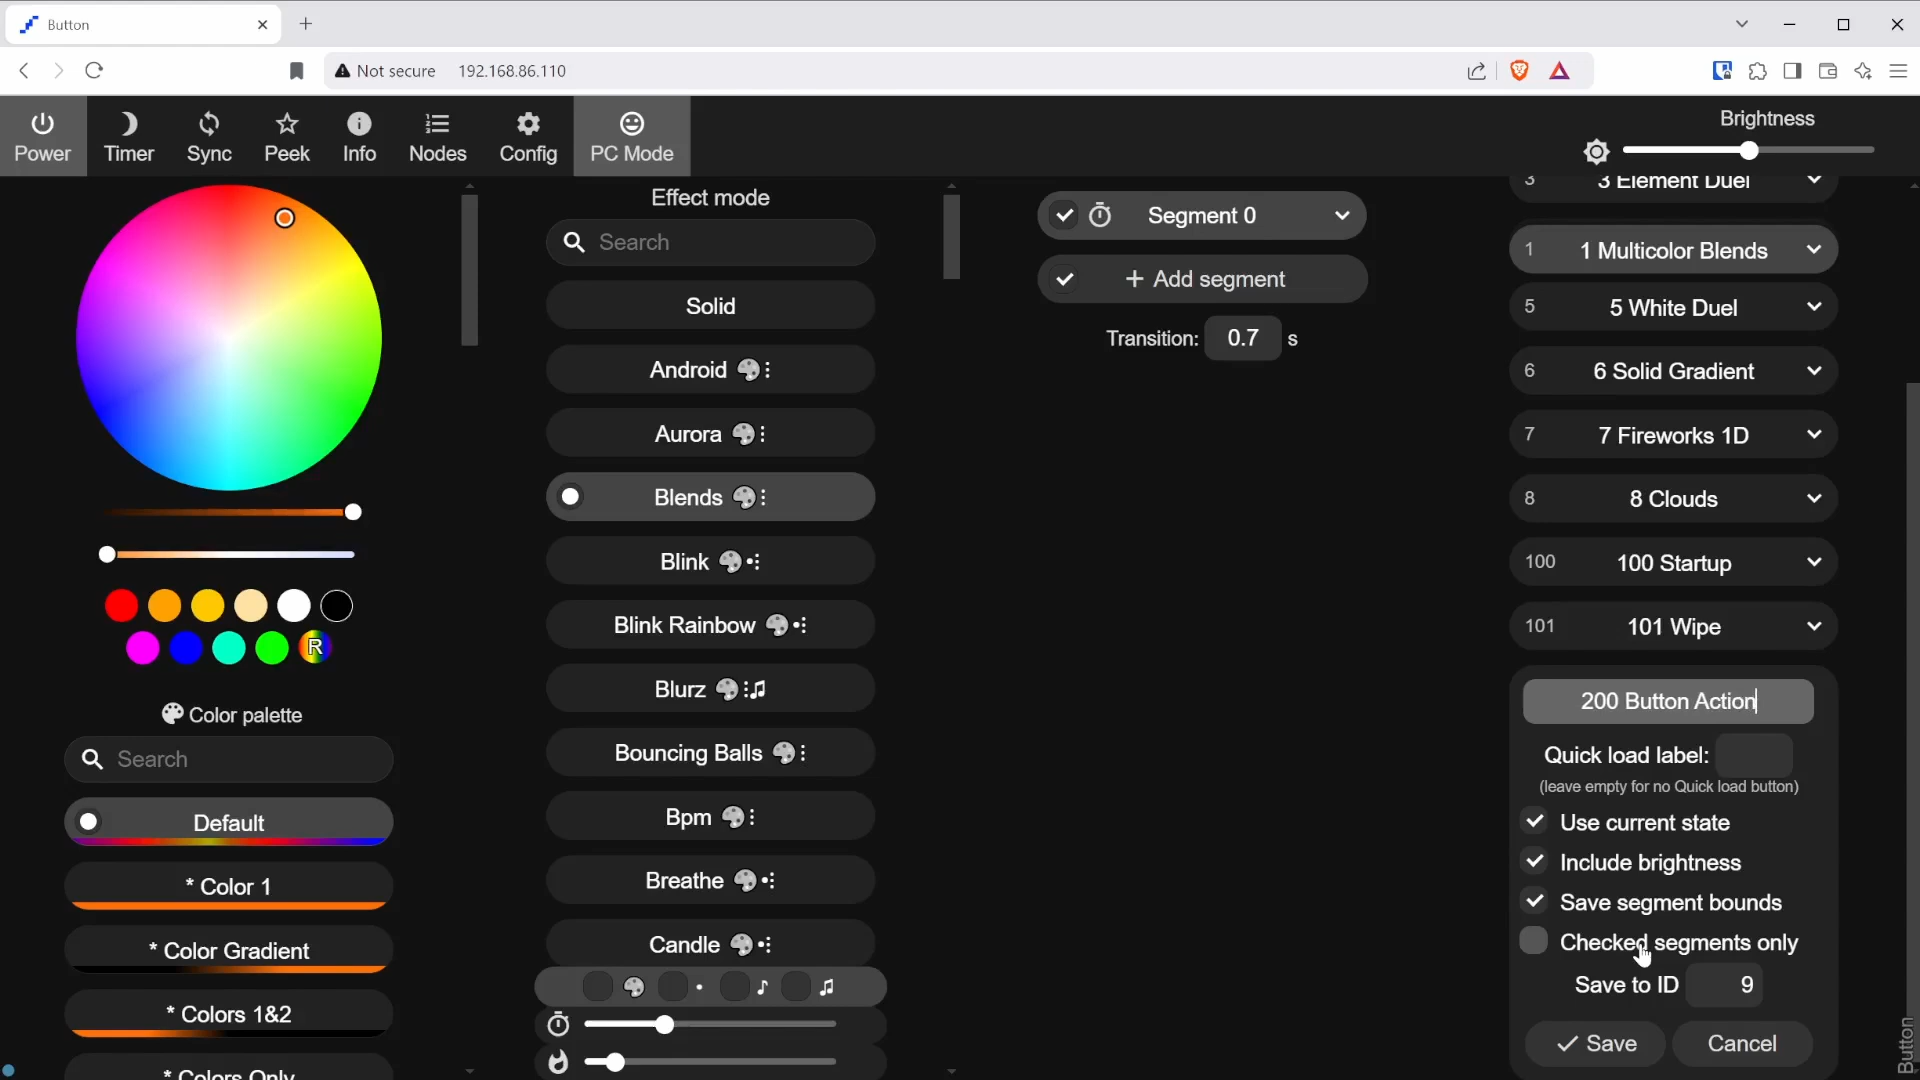 Button
Not secure 192.168.86.110
Power
Timer
Sync
Peek
Info
Nodes
Config
PC Mode
Brightness
R
Color palette
Search
Default
* Color 1
* Color Gradient
* Colors 1&2
* Colors Only
Effect mode
Search
Solid
Android
Aurora
Blends
Blink
Blink Rainbow
Blurz
Bouncing Balls
Bpm
Breathe
Candle
Segment 0
+ Add segment
Transition: 0.7 s
3 3 Element Duel
1 1 Multicolor Blends
5 5 White Duel
6 6 Solid Gradient
7 7 Fireworks 1D
8 8 Clouds
100 100 Startup
101 101 Wipe
200 Button Action
Quick load label:
(leave empty for no Quick load button)
Use current state
Include brightness
Save segment bounds
Checked segments only
Save to ID 9
Save
Cancel
Button